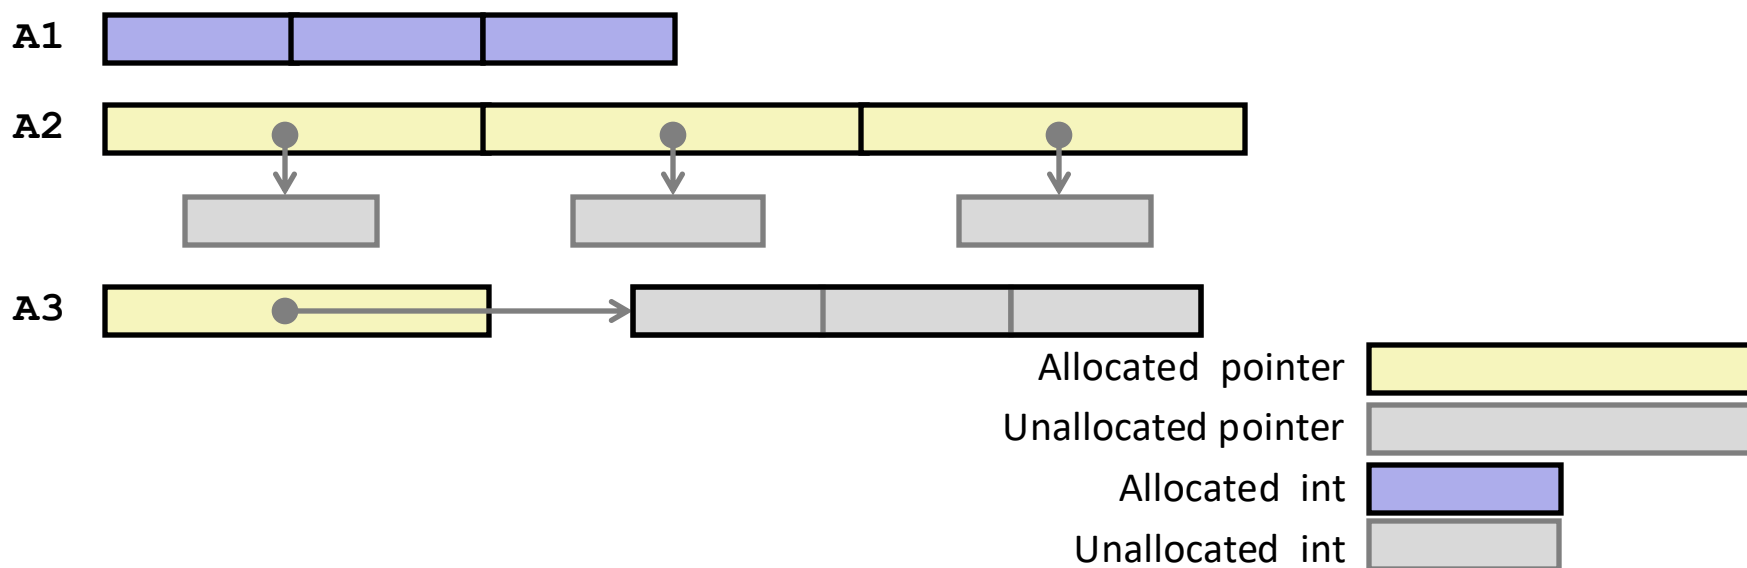 A1
A2
A3
Allocated pointer
Unallocated pointer
Allocated int
Unallocated int